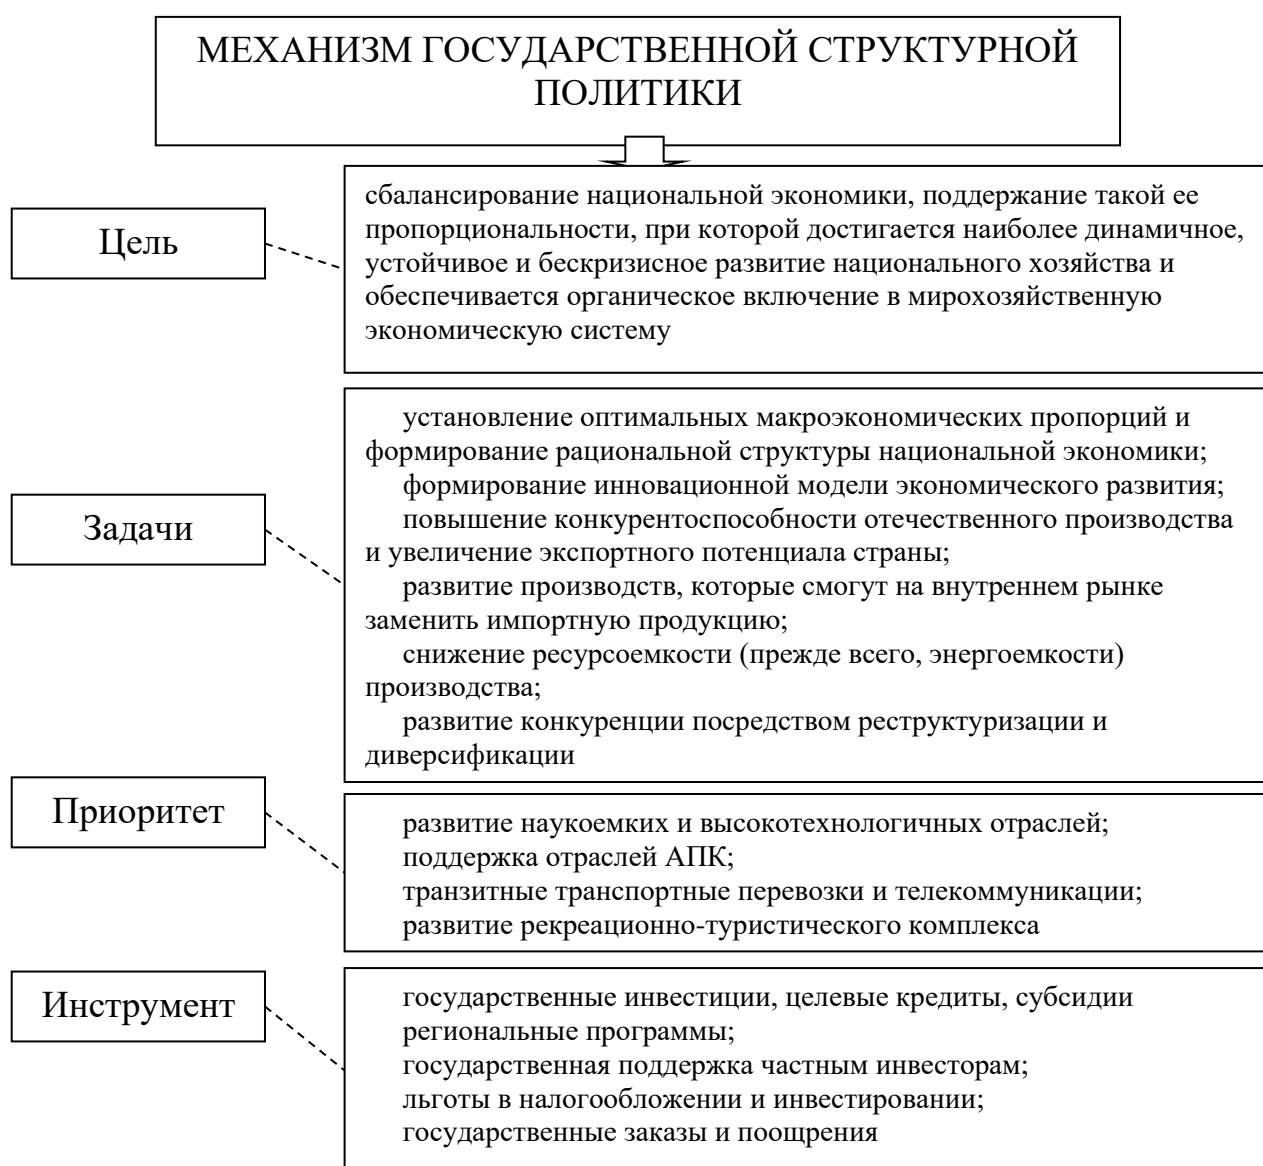 МЕХАНИЗМ ГОСУДАРСТВЕННОЙ СТРУКТУРНОЙ
ПОЛИТИКИ
Цель
сбалансирование национальной экономики, поддержание такой ее
пропорциональности, при которой достигается наиболее динамичное,
устойчивое и бескризисное развитие национального хозяйства и
обеспечивается органическое включение в мирохозяйственную
экономическую систему
Задачи
установление оптимальных макроэкономических пропорций и
формирование рациональной структуры национальной экономики;
формирование инновационной модели экономического развития;
повышение конкурентоспособности отечественного производства
и увеличение экспортного потенциала страны;
развитие производств, которые смогут на внутреннем рынке
заменить импортную продукцию;
снижение ресурсоемкости (прежде всего, энергоемкости)
производства;
развитие конкуренции посредством реструктуризации и
диверсификации
Приоритет
развитие наукоемких и высокотехнологичных отраслей;
поддержка отраслей АПК;
транзитные транспортные перевозки и телекоммуникации;
развитие рекреационно-туристического комплекса
Инструмент
государственные инвестиции, целевые кредиты, субсидии
региональные программы;
государственная поддержка частным инвесторам;
льготы в налогообложении и инвестировании;
государственные заказы и поощрения